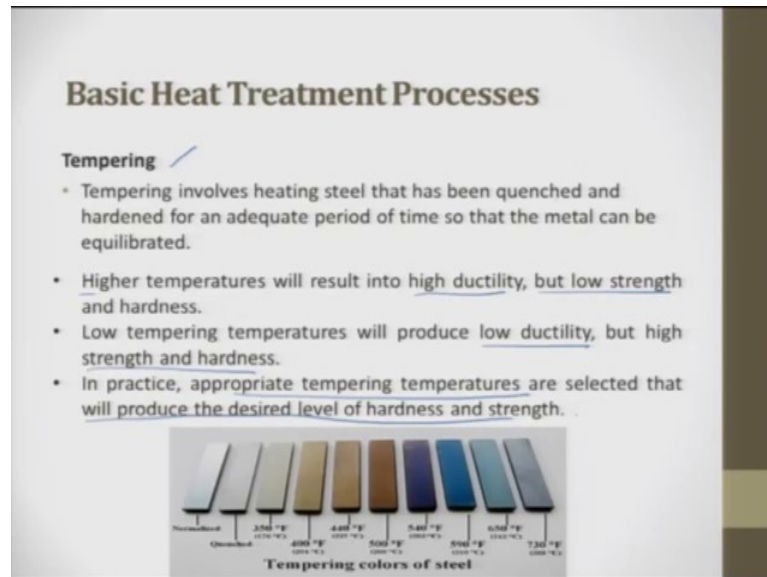 Basic Heat Treatment Processes
Tempering
• Tempering involves heating steel that has been quenched and
hardened for an adequate period of time so that the metal can be
equilibrated.
• Higher temperatures will result into high ductility, but low strength
and hardness.
• Low tempering temperatures will produce low ductility, but high
strength and hardness.
• In practice, appropriate tempering temperatures are selected that
will produce the desired level of hardness and strength.
Normalized 350 °F 440 °F 540 °F 650 °F
Quenched 400 °F 500 °F 590 °F 730 °F
Tempering colors of steel